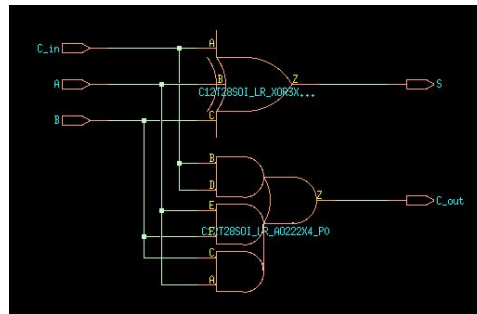 C_in
A
A
B
Z
S
C12T28SOI_LR_XOR3X...
B
C
B
D
Z
C_out
E
C12T28SOI_LR_AO222X4_P0
C
A